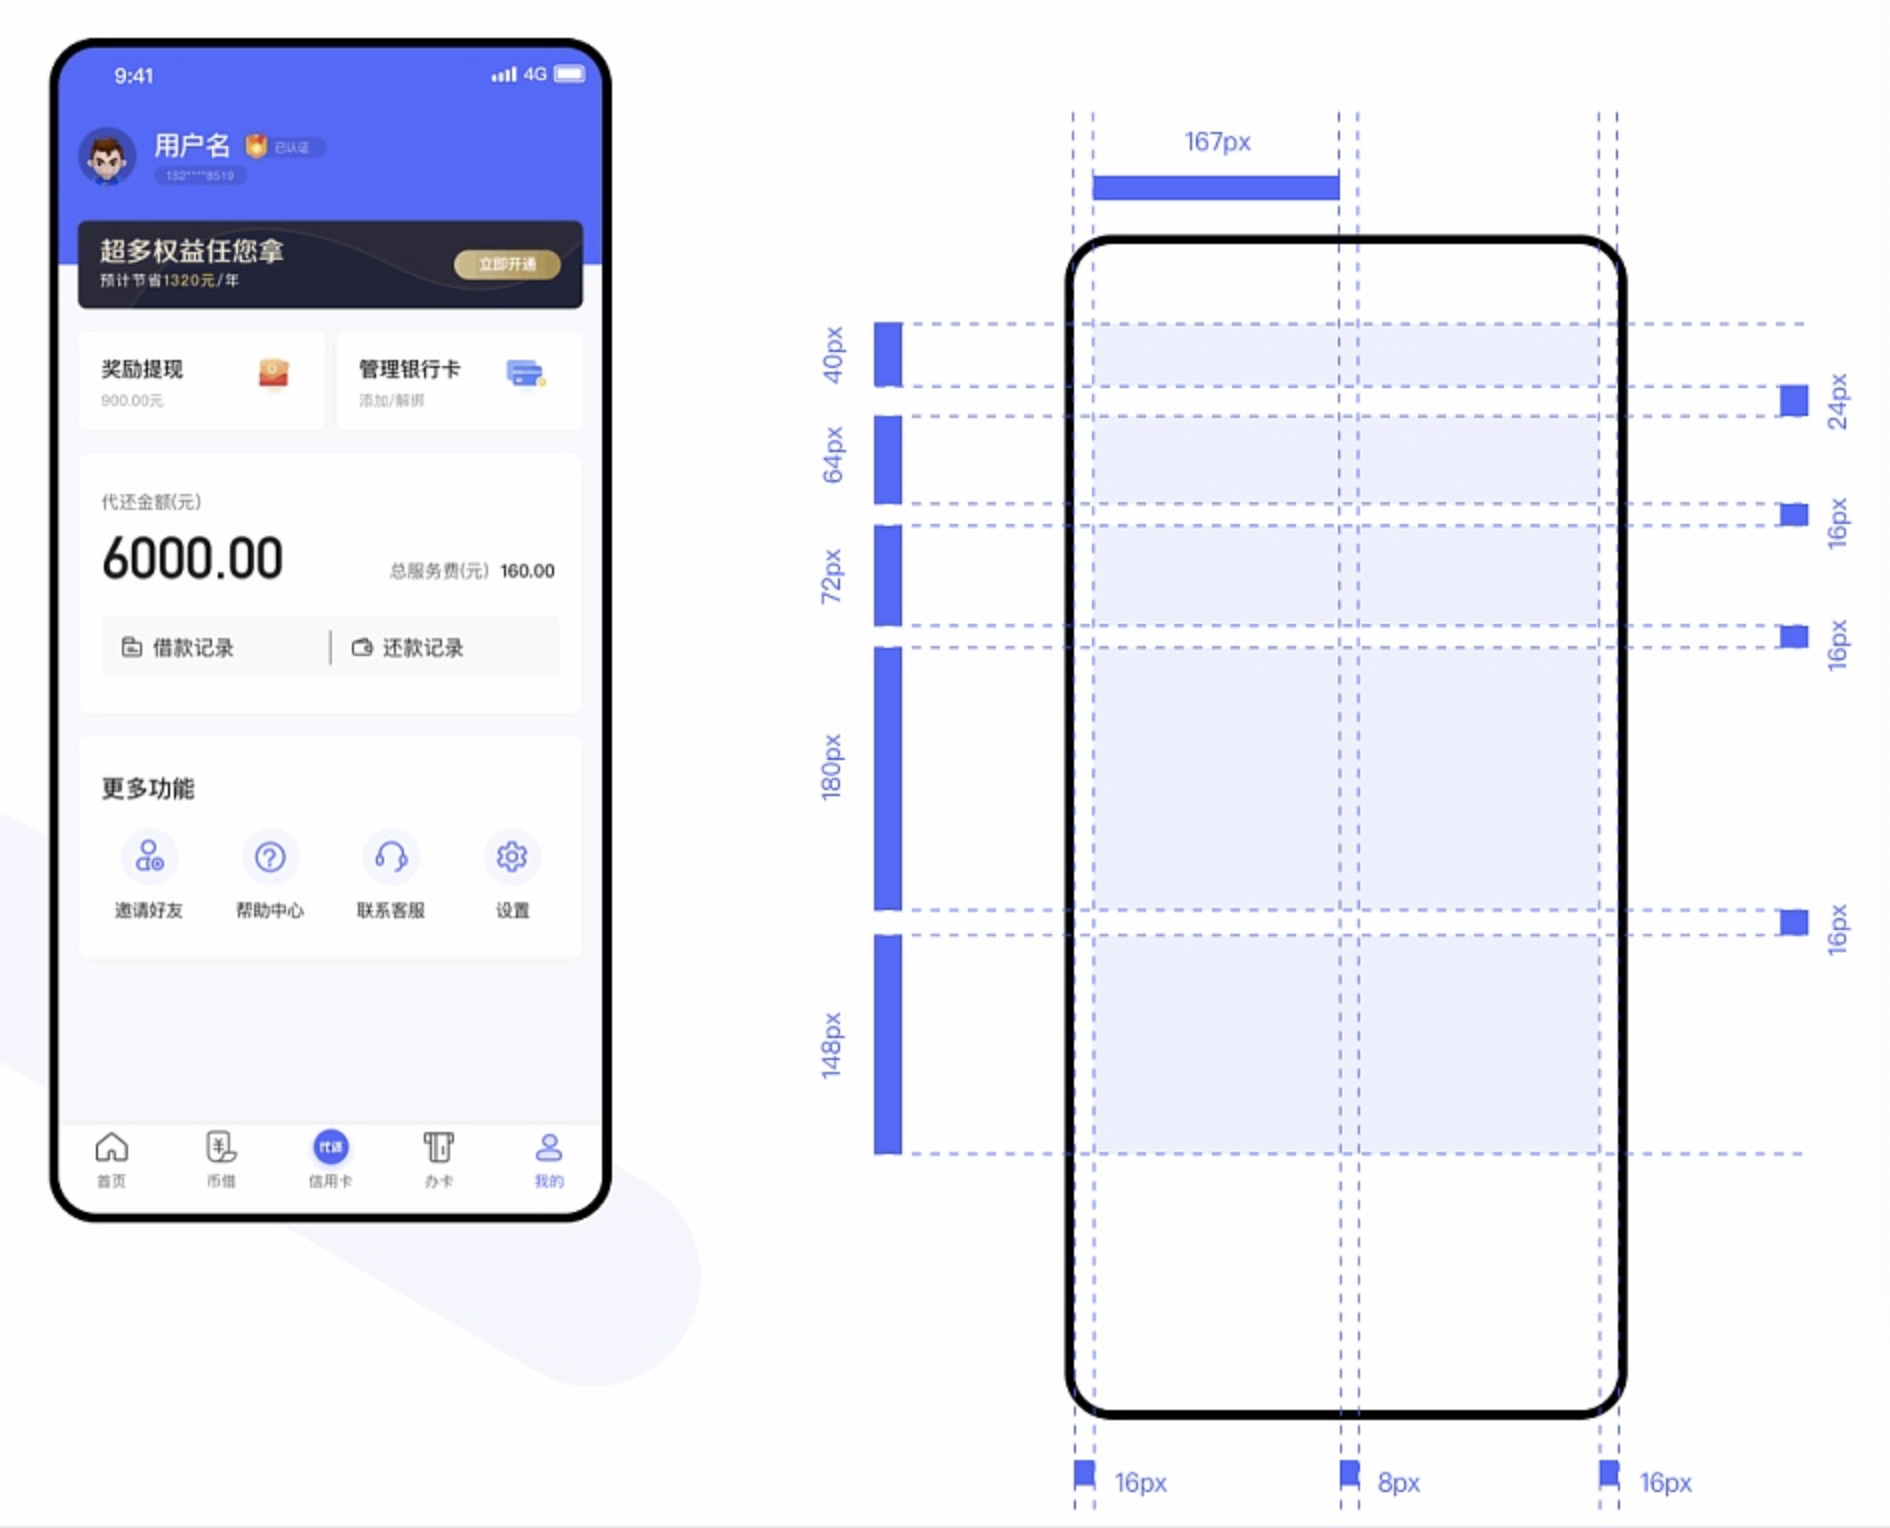 9:41
4G
用户名
已认证
152****8519
超多权益任您拿
预计节省1320元/年
立即开通
奖励提现
900.00元
管理银行卡
添加/解绑
代还金额(元)
6000.00
总服务费(元) 160.00
借款记录
还款记录
更多功能
邀请好友
帮助中心
联系客服
设置
代还
首页
币借
信用卡
办卡
我的
167px
40px
64px
72px
180px
148px
24px
16px
16px
16px
16px
8px
16px